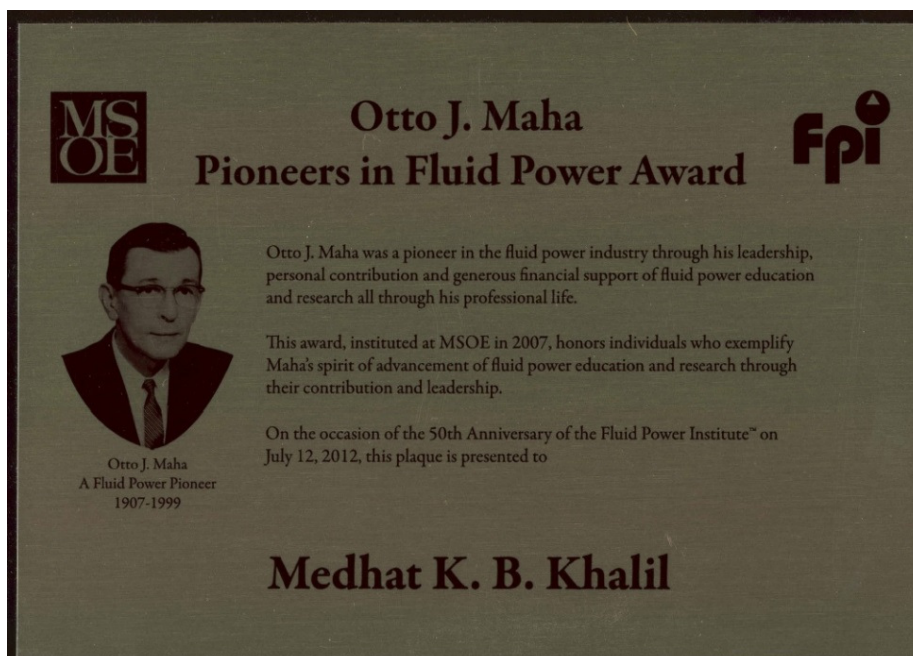 MS
OE
Otto J. Maha
Pioneers in Fluid Power Award
Fpi
Otto J. Maha was a pioneer in the fluid power industry through his leadership,
personal contribution and generous financial support of fluid power education
and research all through his professional life.
This award, instituted at MSOE in 2007, honors individuals who exemplify
Maha's spirit of advancement of fluid power education and research through
their contribution and leadership.
On the occasion of the 50th Anniversary of the Fluid Power Institute™ on
July 12, 2012, this plaque is presented to
Otto J. Maha
A Fluid Power Pioneer
1907-1999
Medhat K. B. Khalil